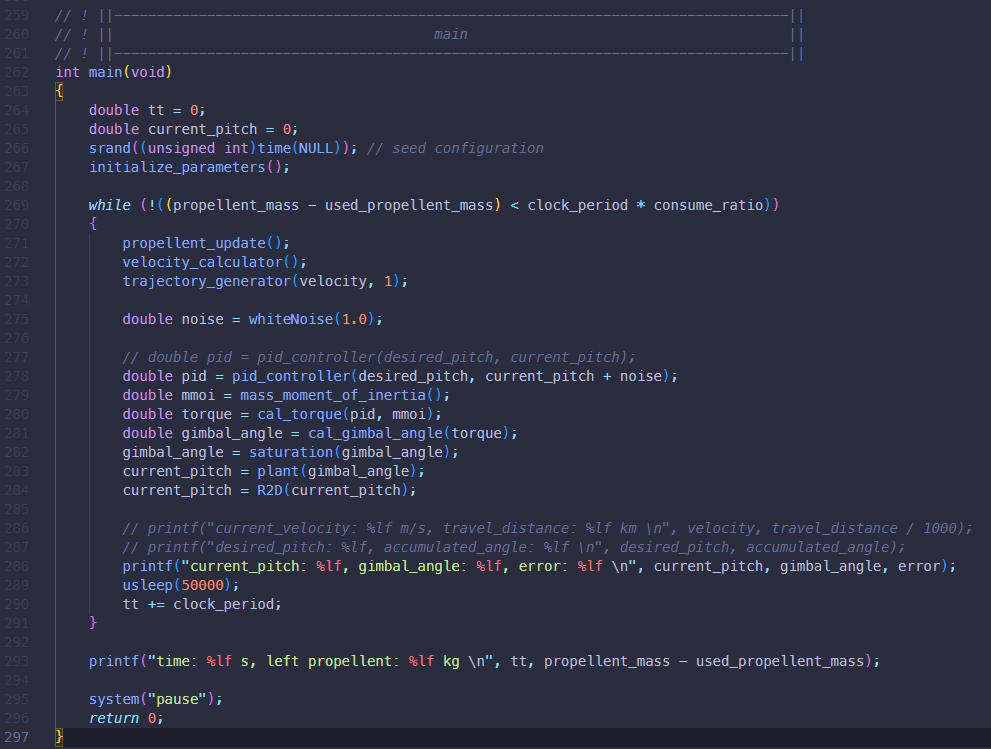 259 // ! ||————————————————————————————————————————————————————————————————————————————————||
260 // ! || main ||
261 // ! ||————————————————————————————————————————————————————————————————————————————————||
262 int main(void)
263 {
264 double tt = 0;
265 double current_pitch = 0;
266 srand((unsigned int)time(NULL)); // seed configuration
267 initialize_parameters();
268
269 while (!((propellent_mass - used_propellent_mass) < clock_period * consume_ratio))
270 {
271 propellent_update();
272 velocity_calculator();
273 trajectory_generator(velocity, 1);
274
275 double noise = whiteNoise(1.0);
276
277 // double pid = pid_controller(desired_pitch, current_pitch);
278 double pid = pid_controller(desired_pitch, current_pitch + noise);
279 double mmoi = mass_moment_of_inertia();
280 double torque = cal_torque(pid, mmoi);
281 double gimbal_angle = cal_gimbal_angle(torque);
282 gimbal_angle = saturation(gimbal_angle);
283 current_pitch = plant(gimbal_angle);
284 current_pitch = R2D(current_pitch);
285
286 // printf("current_velocity: %lf m/s, travel_distance: %lf km \n", velocity, travel_distance / 1000);
287 // printf("desired_pitch: %lf, accumulated_angle: %lf \n", desired_pitch, accumulated_angle);
288 printf("current_pitch: %lf, gimbal_angle: %lf, error: %lf \n", current_pitch, gimbal_angle, error);
289 usleep(50000);
290 tt += clock_period;
291 }
292
293 printf("time: %lf s, left propellent: %lf kg \n", tt, propellent_mass - used_propellent_mass);
294
295 system("pause");
296 return 0;
297 }